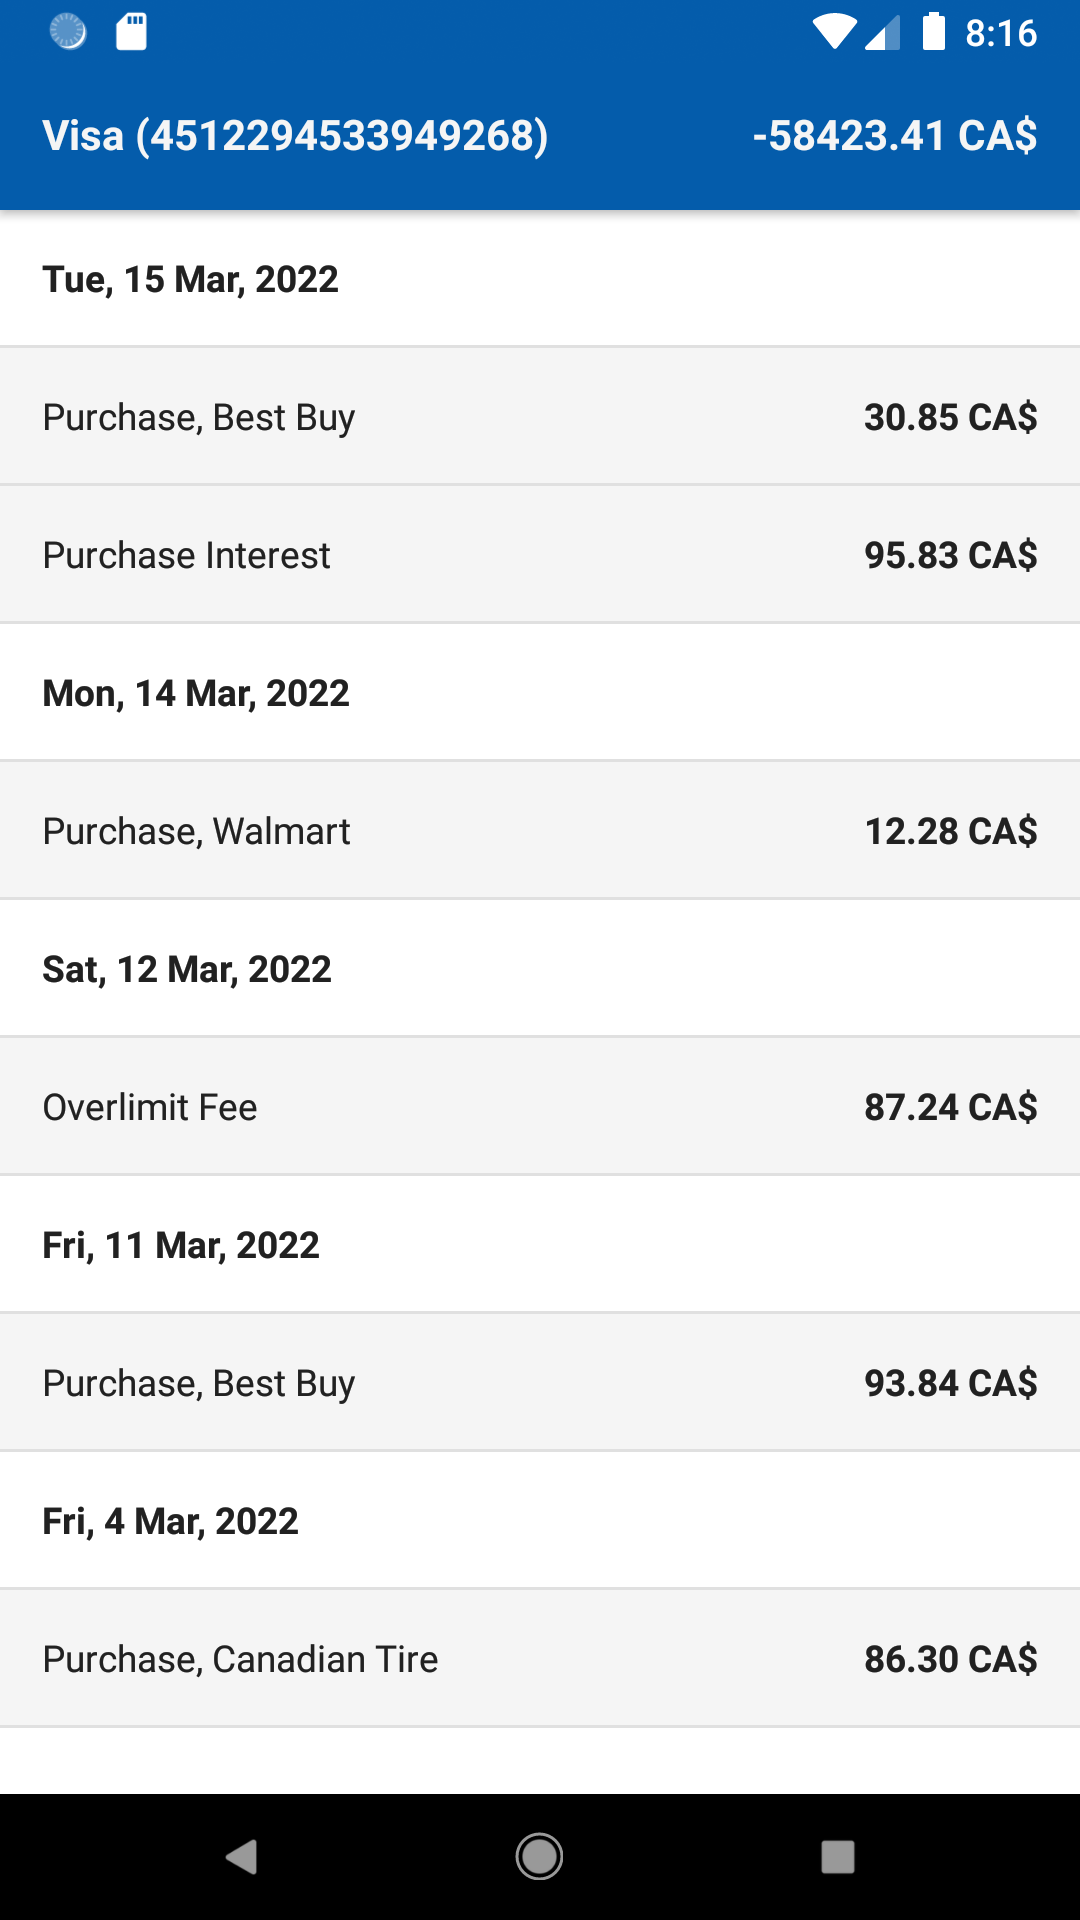 8:16
Visa (4512294533949268) -58423.41 CA$
Tue, 15 Mar, 2022
Purchase, Best Buy 30.85 CA$
Purchase Interest 95.83 CA$
Mon, 14 Mar, 2022
Purchase, Walmart 12.28 CA$
Sat, 12 Mar, 2022
Overlimit Fee 87.24 CA$
Fri, 11 Mar, 2022
Purchase, Best Buy 93.84 CA$
Fri, 4 Mar, 2022
Purchase, Canadian Tire 86.30 CA$